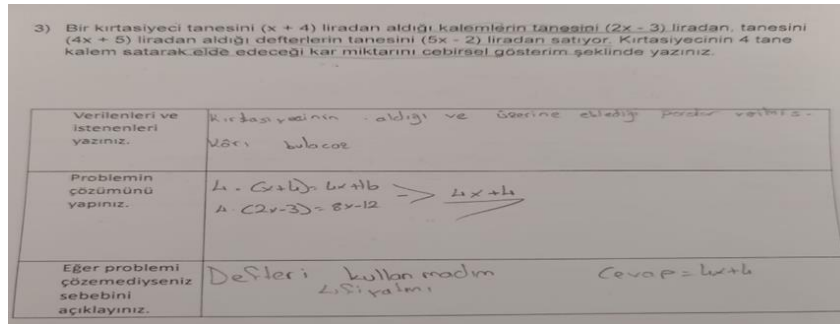 3) Bir kırtasiyeci tanesini (x + 4) liradan aldığı kalemlerin tanesini (2x - 3) liradan, tanesini
(4x + 5) liradan aldığı defterlerin tanesini (5x - 2) liradan satıyor. Kırtasiyecinin 4 tane
kalem satarak elde edeceği kar miktarını cebirsel gösterim şeklinde yazınız.
Verilenleri ve
istenenleri
yazınız.
Kırdasiyecinin aldığı ve üzerine eklediği paralar verilmiş.
Kârı bulacaz
Problemin
çözümünü
yapınız.
4 . (x+4) = 4x+16
4 . (2x-3) = 8x-12
4x+4
Eğer problemi
çözemediyseniz
sebebini
açıklayınız.
Defteri kullanmadım
Cevap = 4x+4